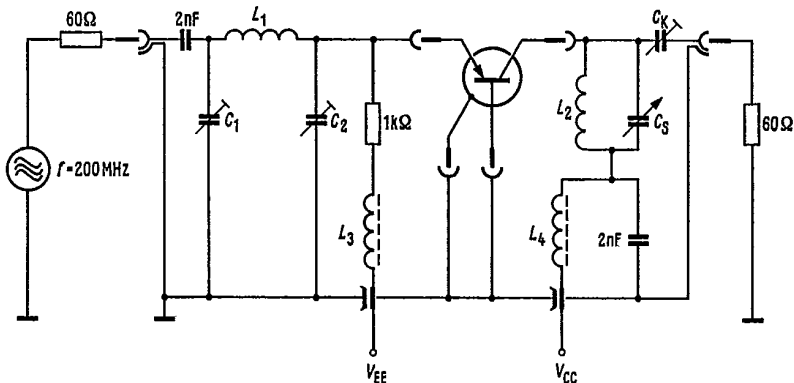 60Ω
2nF
L1
CK
C1
C2
1kΩ
L2
CS
60Ω
f=200MHz
L3
L4
2nF
VEE
VCC